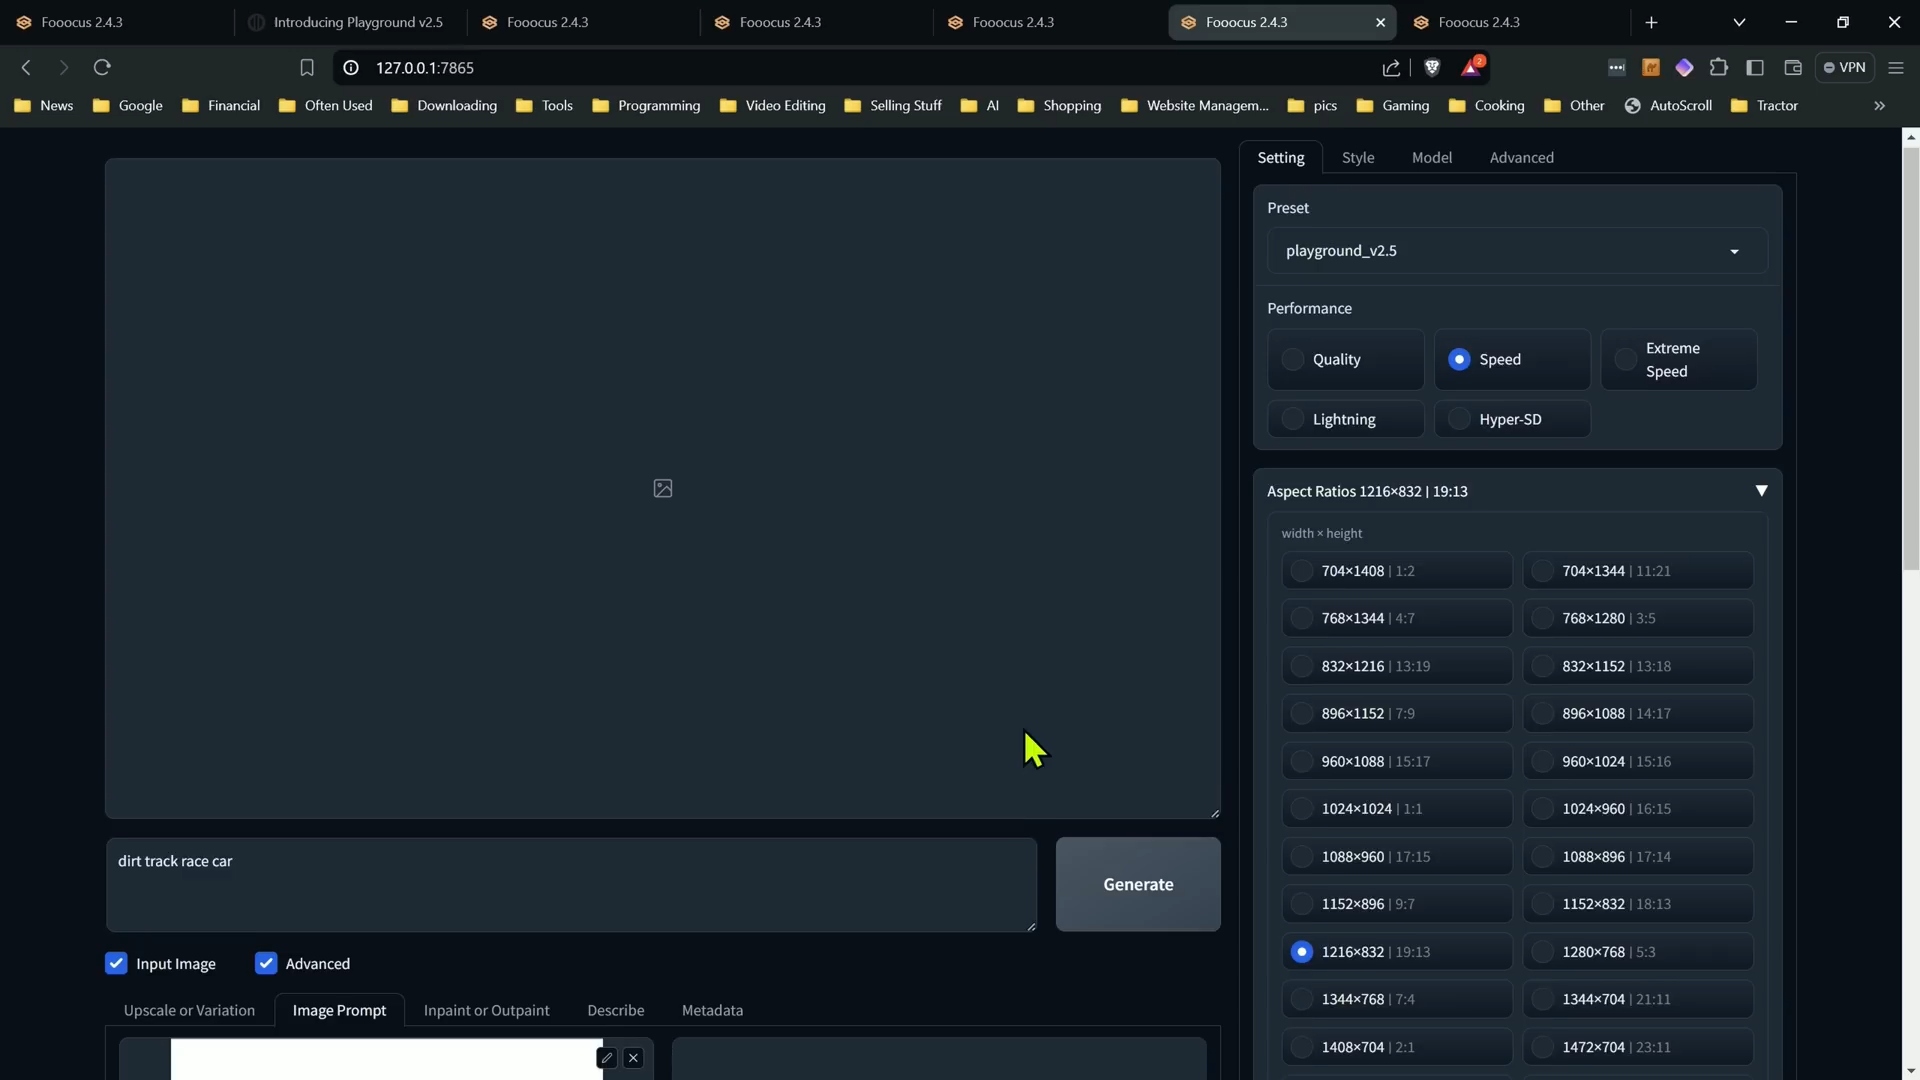 Fooocus 2.4.3
Introducing Playground v2.5
Fooocus 2.4.3
Fooocus 2.4.3
Fooocus 2.4.3
Fooocus 2.4.3
Fooocus 2.4.3
127.0.0.1:7865
2
VPN
News
Google
Financial
Often Used
Downloading
Tools
Programming
Video Editing
Selling Stuff
AI
Shopping
Website Managem...
pics
Gaming
Cooking
Other
AutoScroll
Tractor
Setting
Style
Model
Advanced
Preset
playground_v2.5
Performance
Quality
Speed
Extreme
Speed
Lightning
Hyper-SD
Aspect Ratios 1216×832 | 19:13
width × height
704×1408 | 1:2
704×1344 | 11:21
768×1344 | 4:7
768×1280 | 3:5
832×1216 | 13:19
832×1152 | 13:18
896×1152 | 7:9
896×1088 | 14:17
960×1088 | 15:17
960×1024 | 15:16
1024×1024 | 1:1
1024×960 | 16:15
1088×960 | 17:15
1088×896 | 17:14
1152×896 | 9:7
1152×832 | 18:13
1216×832 | 19:13
1280×768 | 5:3
1344×768 | 7:4
1344×704 | 21:11
1408×704 | 2:1
1472×704 | 23:11
dirt track race car
Generate
Input Image
Advanced
Upscale or Variation
Image Prompt
Inpaint or Outpaint
Describe
Metadata